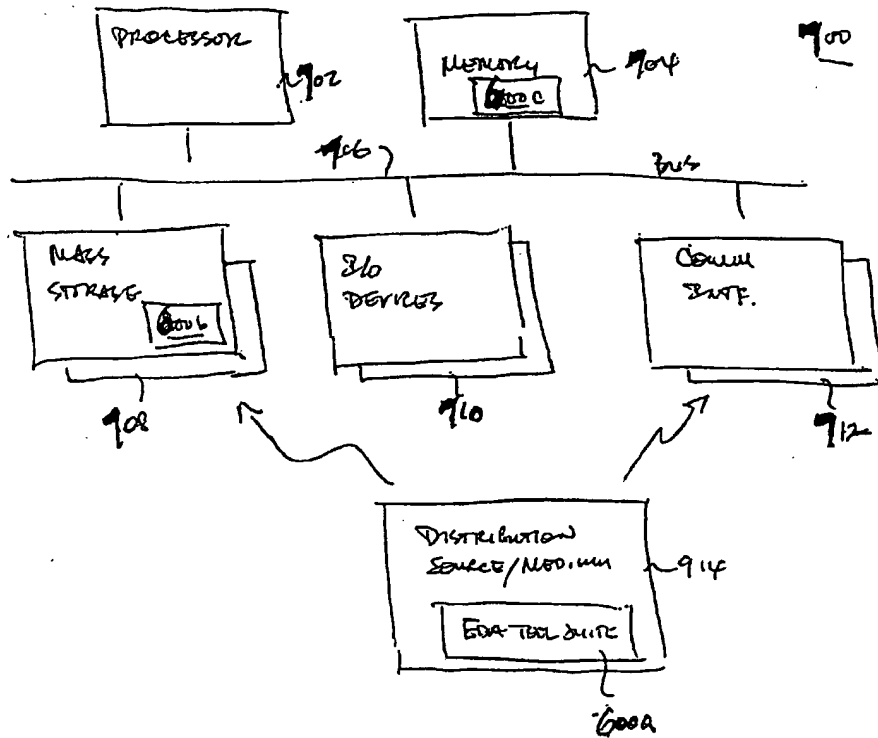 PROCESSOR
902
MEMORY
600c
904
900
906
BUS
MASS
STORAGE
600b
908
I/O
DEVICES
910
COMM
INTF.
912
DISTRIBUTION
SOURCE/MEDIUM
914
EDA TOOL SUITE
600a